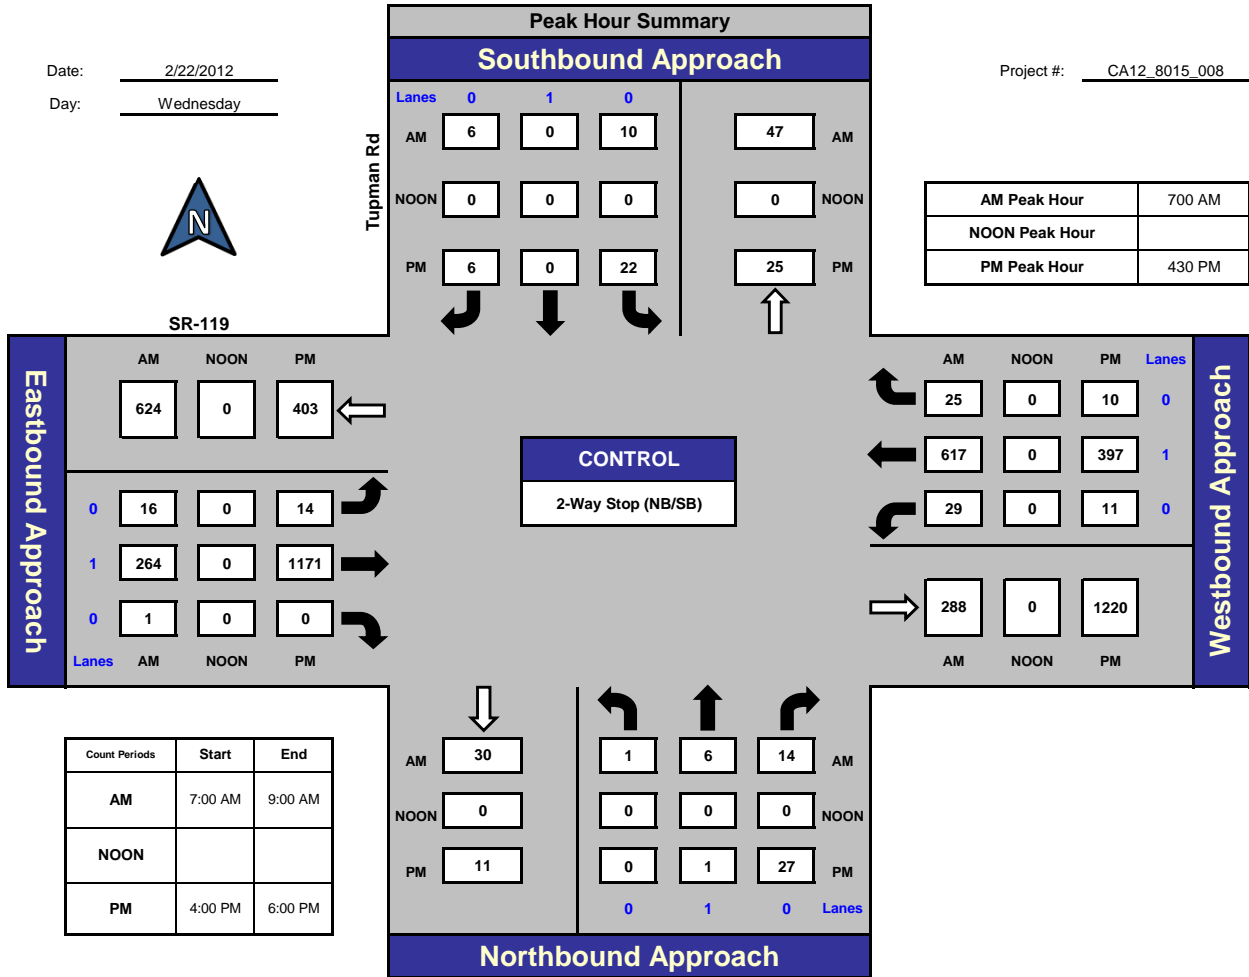 Peak Hour Summary
Southbound Approach
Date: 2/22/2012
Day: Wednesday
Project #: CA12_8015_008
Tupman Rd
Lanes 0 1 0
AM 6 0 10 47 AM
NOON 0 0 0 0 NOON
PM 6 0 22 25 PM
N
AM Peak Hour 700 AM
NOON Peak Hour
PM Peak Hour 430 PM
SR-119
Eastbound Approach
AM NOON PM
624 0 403
0 16 0 14
1 264 0 1171
0 1 0 0
Lanes AM NOON PM
CONTROL
2-Way Stop (NB/SB)
AM NOON PM Lanes
25 0 10 0
617 0 397 1
29 0 11 0
288 0 1220
AM NOON PM
Westbound Approach
Count Periods Start End
AM 7:00 AM 9:00 AM
NOON
PM 4:00 PM 6:00 PM
AM 30 1 6 14 AM
NOON 0 0 0 0 NOON
PM 11 0 1 27 PM
0 1 0 Lanes
Northbound Approach